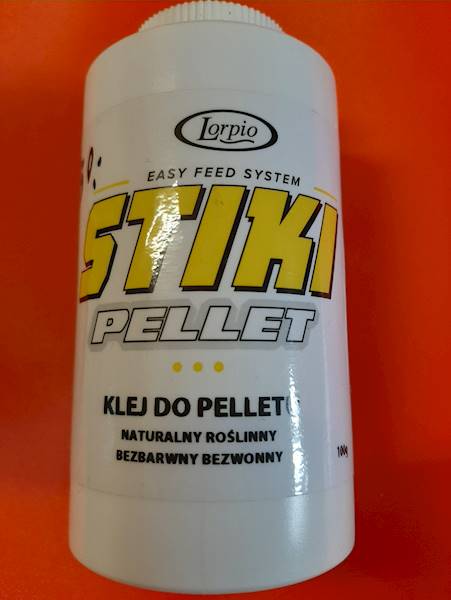 Lorpio
EASY FEED SYSTEM
STIKI
PELLET
KLEJ DO PELLETU
NATURALNY ROŚLINNY
BEZBARWNY BEZWONNY
100g